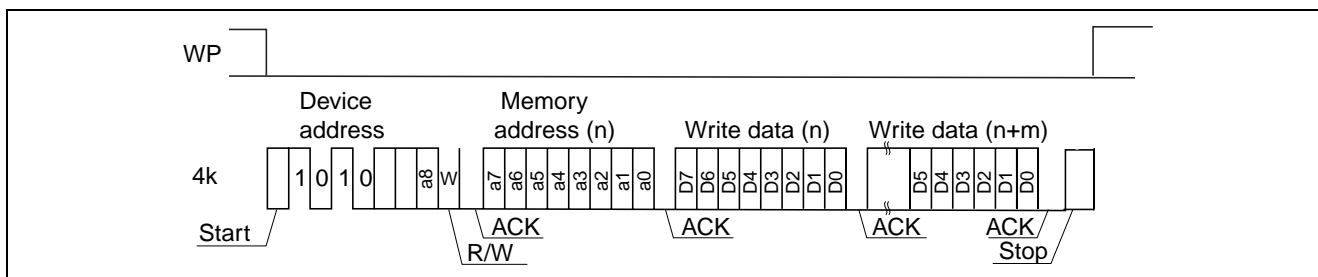 WP
Device address
Memory address (n)
Write data (n)
Write data (n+m)
4k
1 0 1 0 a8 W
a7 a6 a5 a4 a3 a2 a1 a0
D7 D6 D5 D4 D3 D2 D1 D0
D5 D4 D3 D2 D1 D0
Start
R/W
ACK
ACK
ACK
ACK
Stop